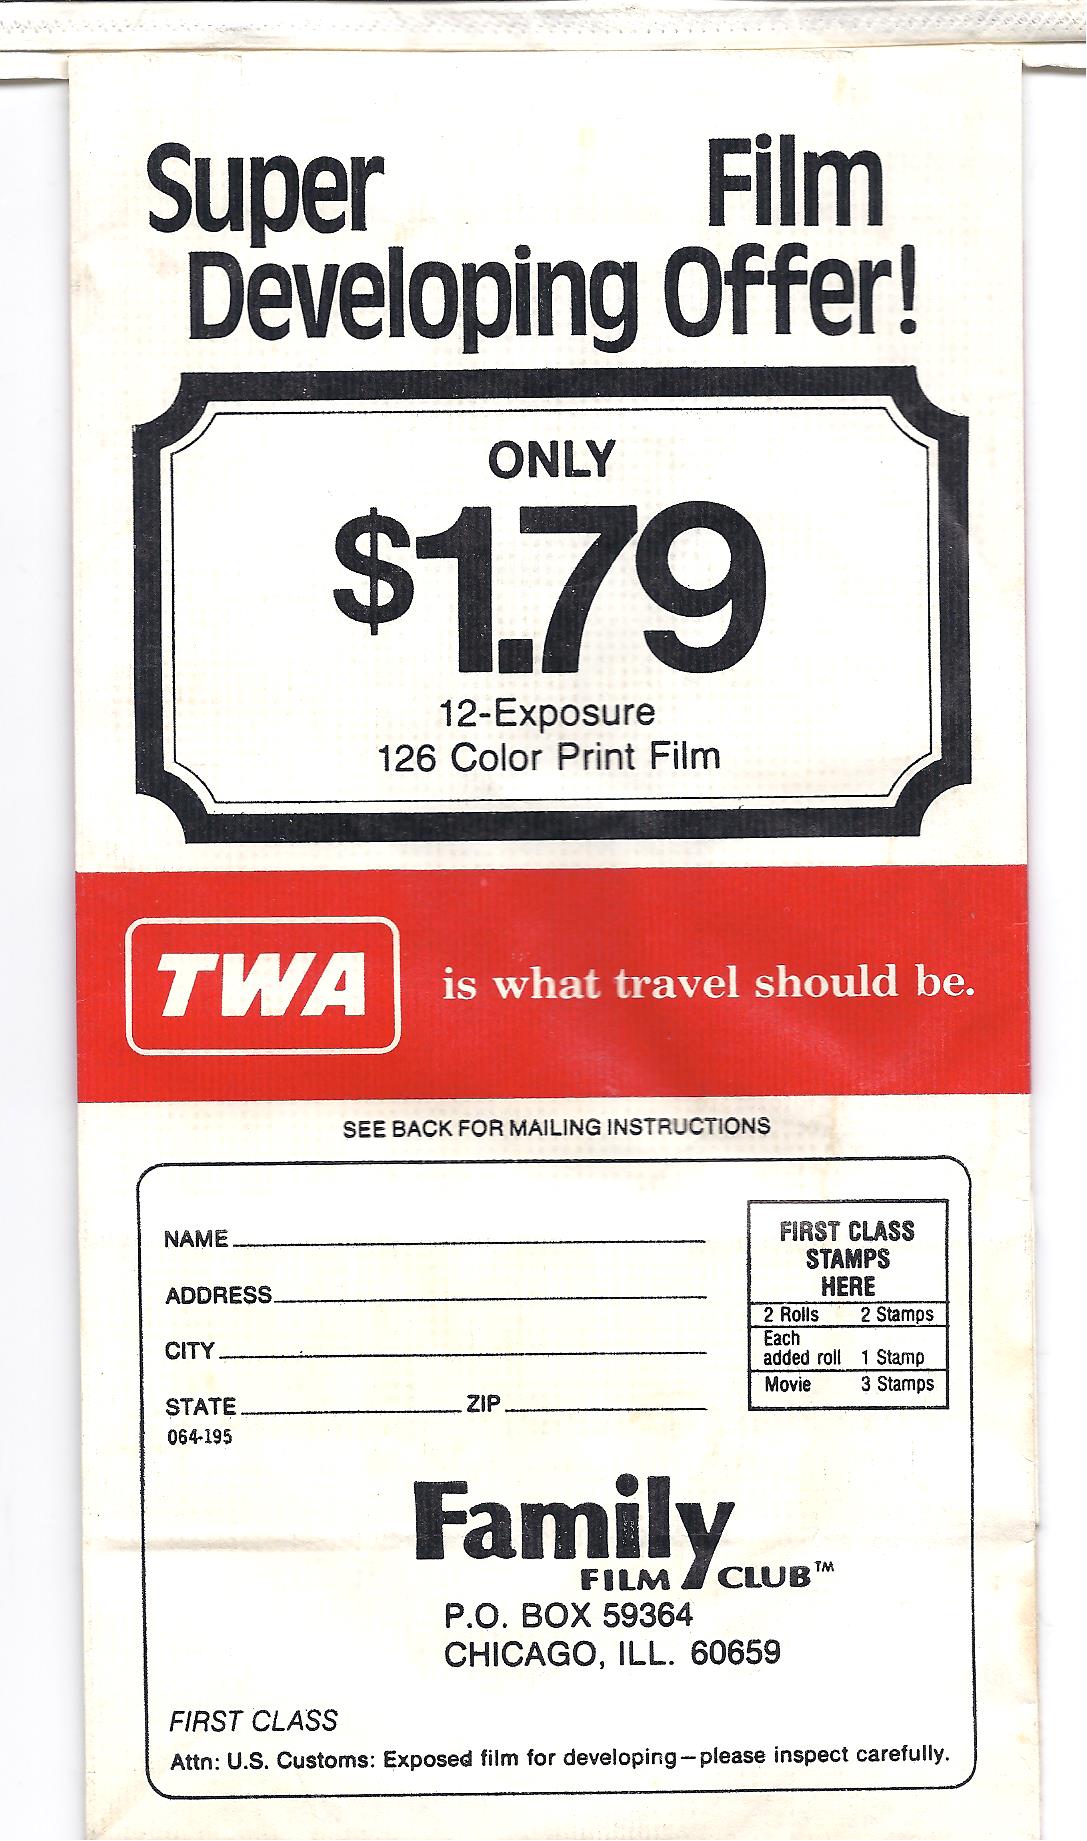 Super Film
Developing Offer!
ONLY
$1.79
12-Exposure
126 Color Print Film
TWA is what travel should be.
SEE BACK FOR MAILING INSTRUCTIONS
NAME
ADDRESS
CITY
STATE ZIP
064-195
FIRST CLASS
STAMPS
HERE
2 Rolls 2 Stamps
Each
added roll 1 Stamp
Movie 3 Stamps
Family
FILM CLUB™
P.O. BOX 59364
CHICAGO, ILL. 60659
FIRST CLASS
Attn: U.S. Customs: Exposed film for developing—please inspect carefully.